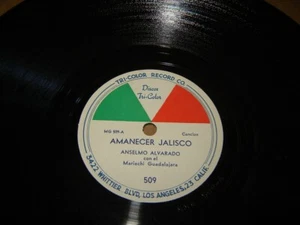 TRI-COLOR RECORD CO.
Discos
Tri-Color
Canción
AMANECER JALISCO
ANSELMO ALVARADO
con el
Mariachi Guadalajara
509
5622 WHITTIER BLVD, LOS ANGELES, 23 CALIF.